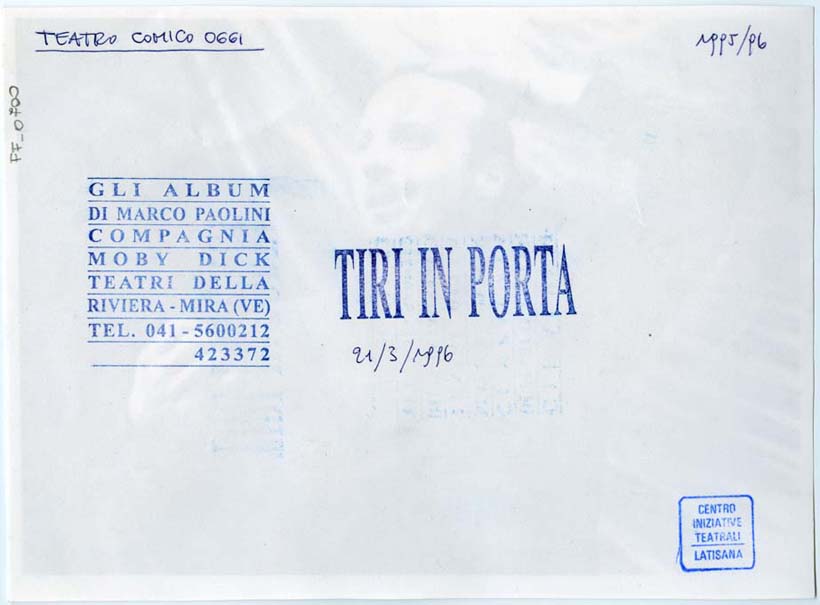 TEATRO COMICO OGGI
1995/96
FF_0700
GLI ALBUM
DI MARCO PAOLINI
COMPAGNIA
MOBY DICK
TEATRI DELLA
RIVIERA - MIRA (VE)
TEL. 041 - 5600212
423372
TIRI IN PORTA
21/3/1996
CENTRO
INIZIATIVE
TEATRALI
LATISANA